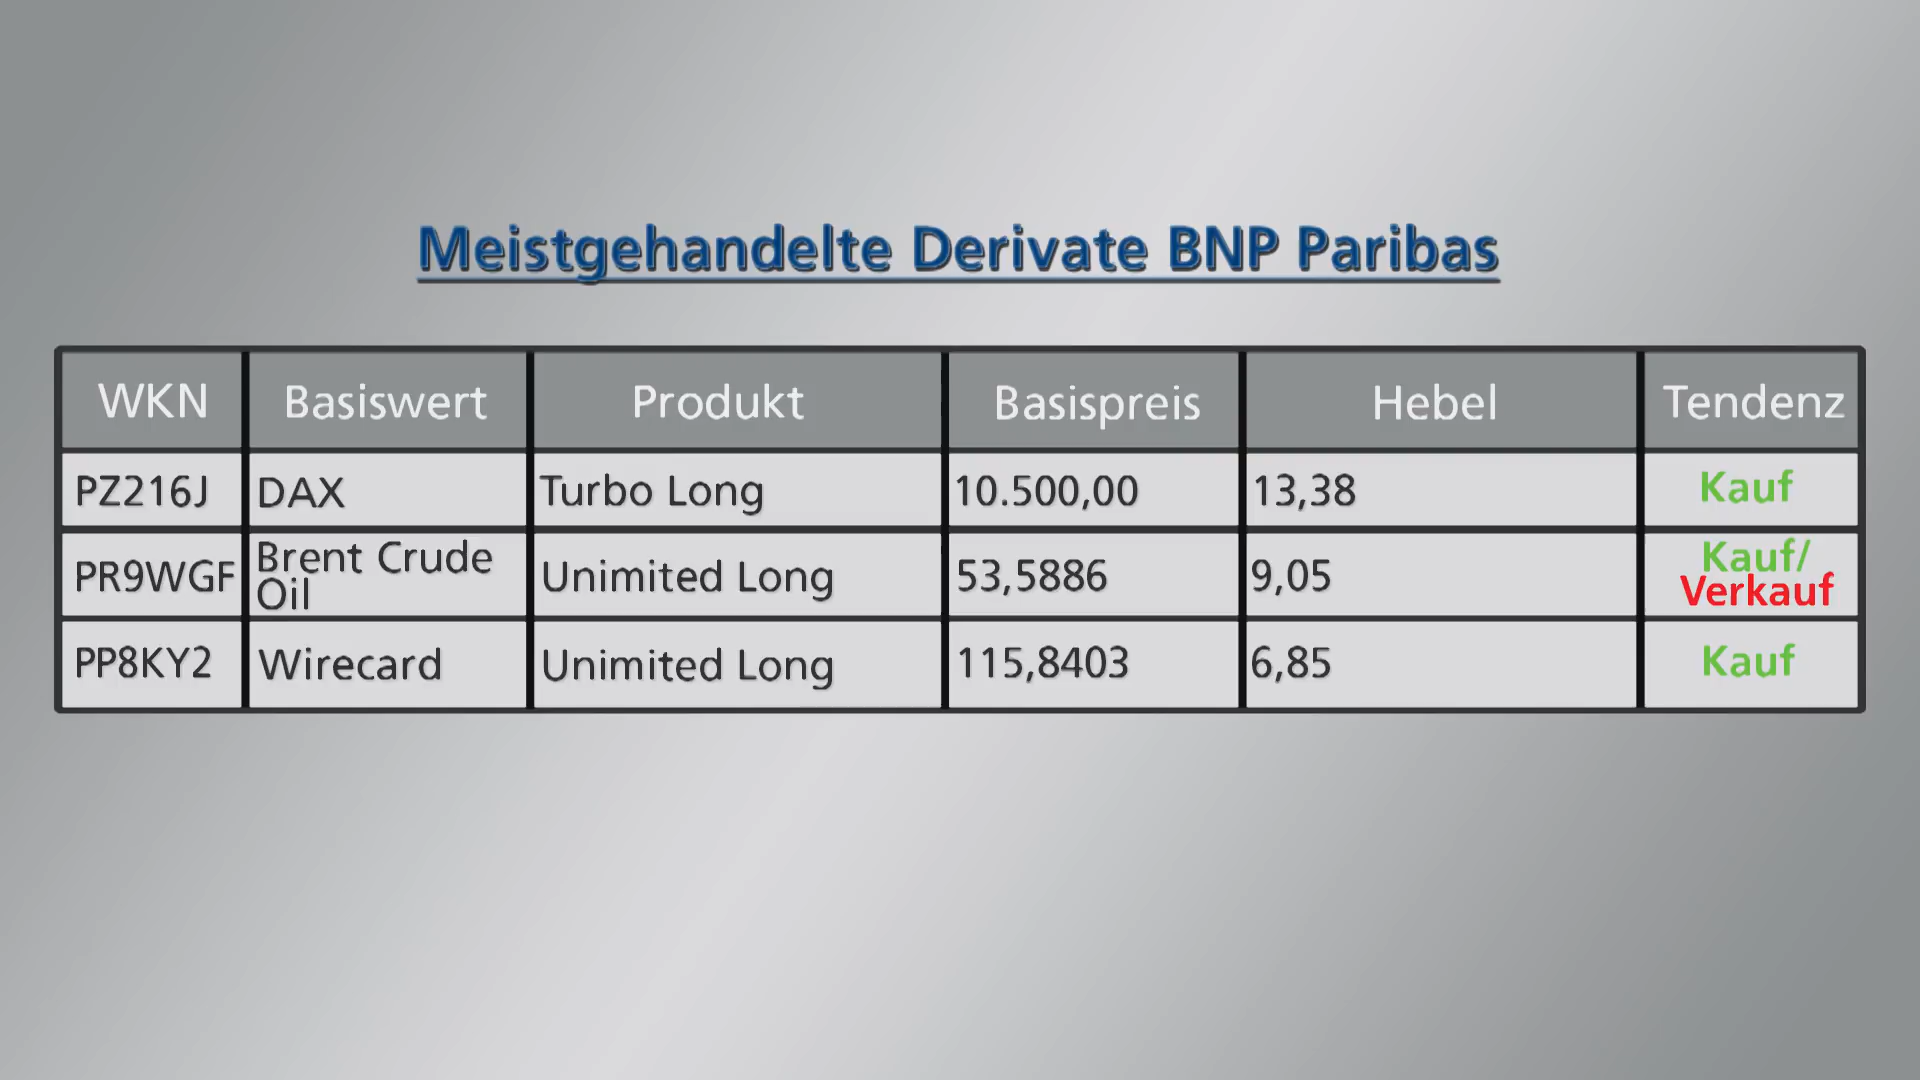 Meistgehandelte Derivate BNP Paribas
WKN Basiswert Produkt Basispreis Hebel Tendenz
PZ216J DAX Turbo Long 10.500,00 13,38 Kauf
PR9WGF Brent Crude Oil Unimited Long 53,5886 9,05 Kauf/ Verkauf
PP8KY2 Wirecard Unimited Long 115,8403 6,85 Kauf